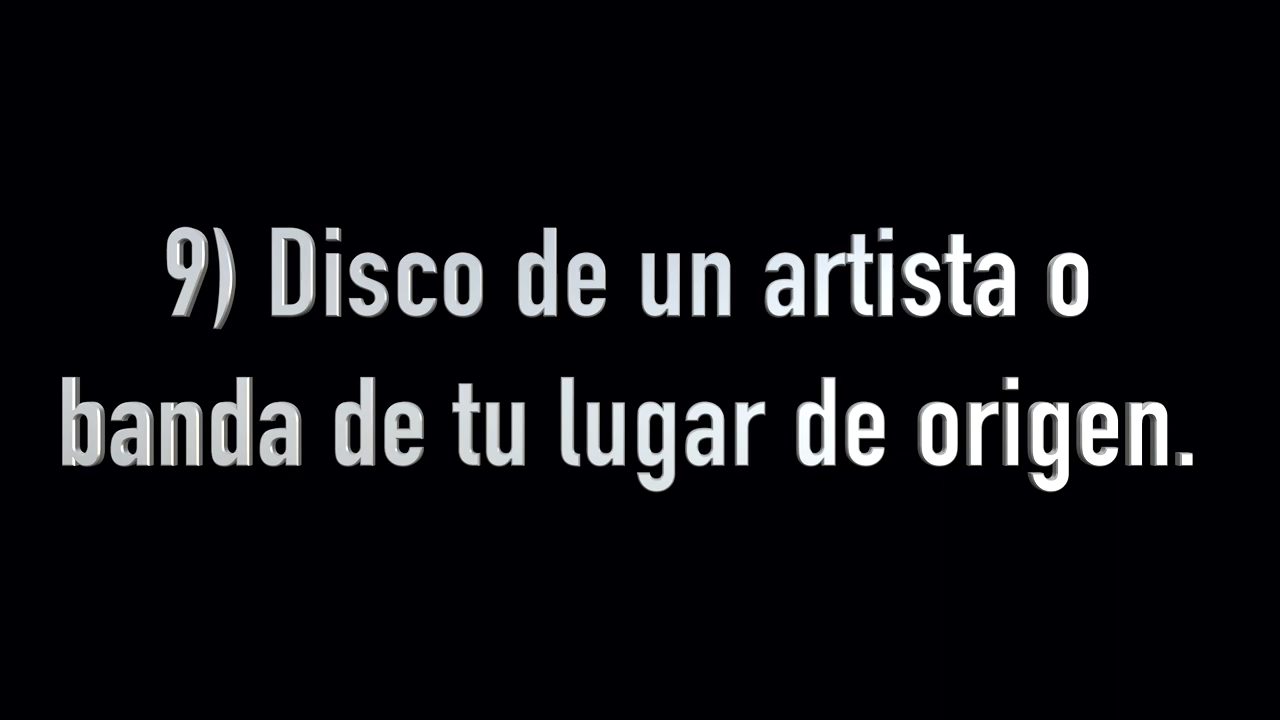 9) Disco de un artista o
banda de tu lugar de origen.